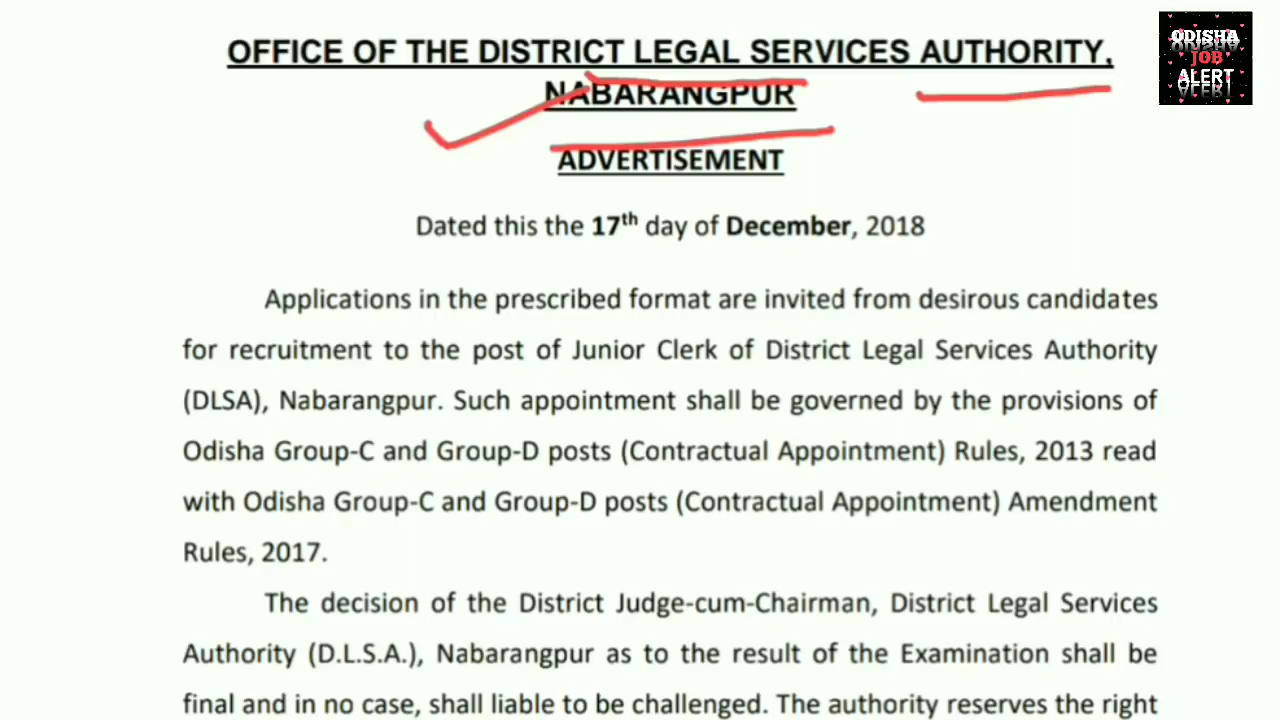 OFFICE OF THE DISTRICT LEGAL SERVICES AUTHORITY,
NABARANGPUR
ADVERTISEMENT
Dated this the 17th day of December, 2018
Applications in the prescribed format are invited from desirous candidates
for recruitment to the post of Junior Clerk of District Legal Services Authority
(DLSA), Nabarangpur. Such appointment shall be governed by the provisions of
Odisha Group-C and Group-D posts (Contractual Appointment) Rules, 2013 read
with Odisha Group-C and Group-D posts (Contractual Appointment) Amendment
Rules, 2017.
The decision of the District Judge-cum-Chairman, District Legal Services
Authority (D.L.S.A.), Nabarangpur as to the result of the Examination shall be
final and in no case, shall liable to be challenged. The authority reserves the right
ODISHA
JOB
ALERT